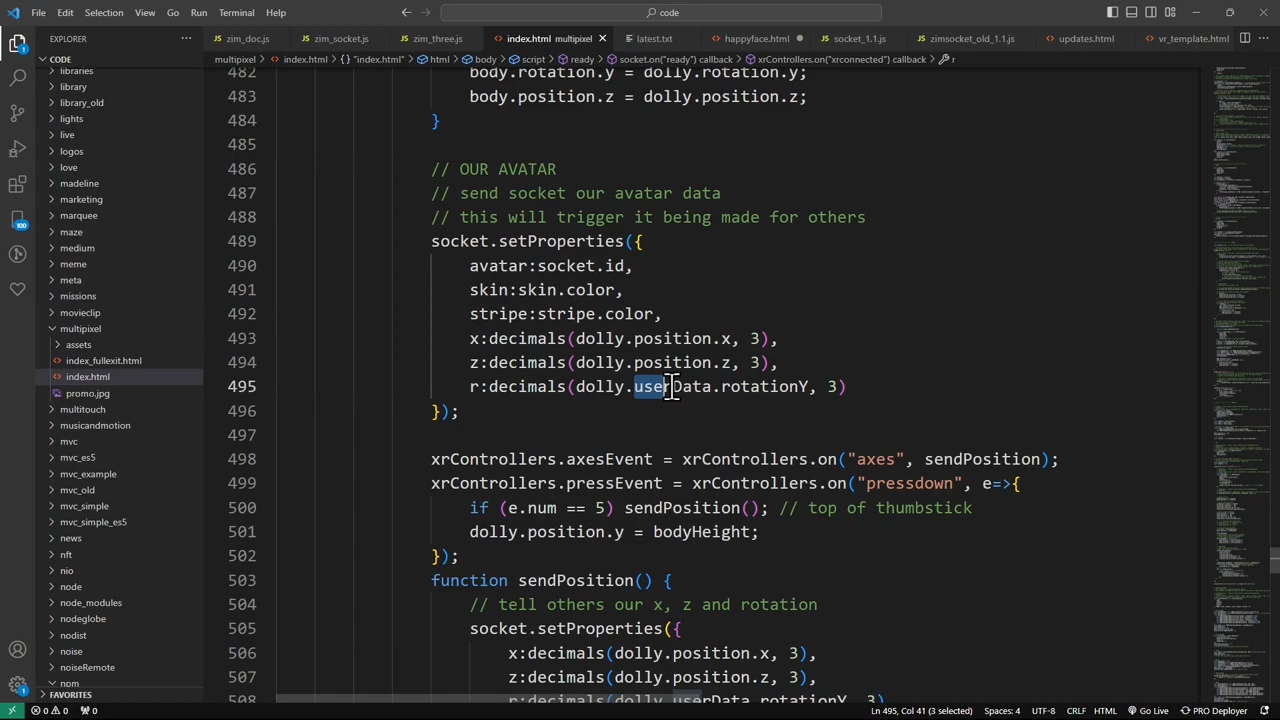 File Edit Selection View Go Run Terminal Help
code
EXPLORER
zim_doc.js zim_socket.js zim_three.js index.html multipixel latest.txt happyface.html socket_1.1.js zimsocket_old_1.1.js updates.html vr_template.html
CODE
multipixel > index.html > "index.html" > html > body > script > ready > socket.on("ready") callback > xrControllers.on("xrconnected") callback > r
libraries
library
library_old
lights
live
logos
love
madeline
marketing
marquee
maze
medium
meme
meta
missions
movieclip
multipixel
assets
index_fullexit.html
index.html
promo.jpg
multitouch
musicandmotion
mvc
mvc_es5
mvc_example
mvc_old
mvc_simple
mvc_simple_es5
news
nft
nio
node
node_modules
nodeglobe
nodist
noise
noiseRemote
npm
FAVORITES
482 body.rotation.y = dolly.rotation.y;
483 body.position.z = dolly.position.z;
484 }
485
486 // OUR AVATAR
487 // send socket our avatar data
488 // this will trigger it being made for others
489 socket.setProperties({
490 avatar:socket.id,
491 skin:skin.color,
492 stripe:stripe.color,
493 x:decimals(dolly.position.x, 3),
494 z:decimals(dolly.position.z, 3),
495 r:decimals(dolly.userData.rotationY, 3)
496 });
497
498 xrControllers.axesEvent = xrControllers.on("axes", sendPosition);
499 xrControllers.pressEvent = xrControllers.on("pressdown", e=>{
500 if (e.num == 5) sendPosition(); // top of thumbstick
501 dolly.position.y = bodyHeight;
502 });
503 function sendPosition() {
504 // tell others our x, z and rotation
505 socket.setProperties({
506 x:decimals(dolly.position.x, 3),
507 z:decimals(dolly.position.z, 3),
508 r:decimals(dolly.userData.rotationY, 3)
0 0 0 Ln 495, Col 41 (3 selected) Spaces: 4 UTF-8 CRLF HTML Go Live PRO Deployer